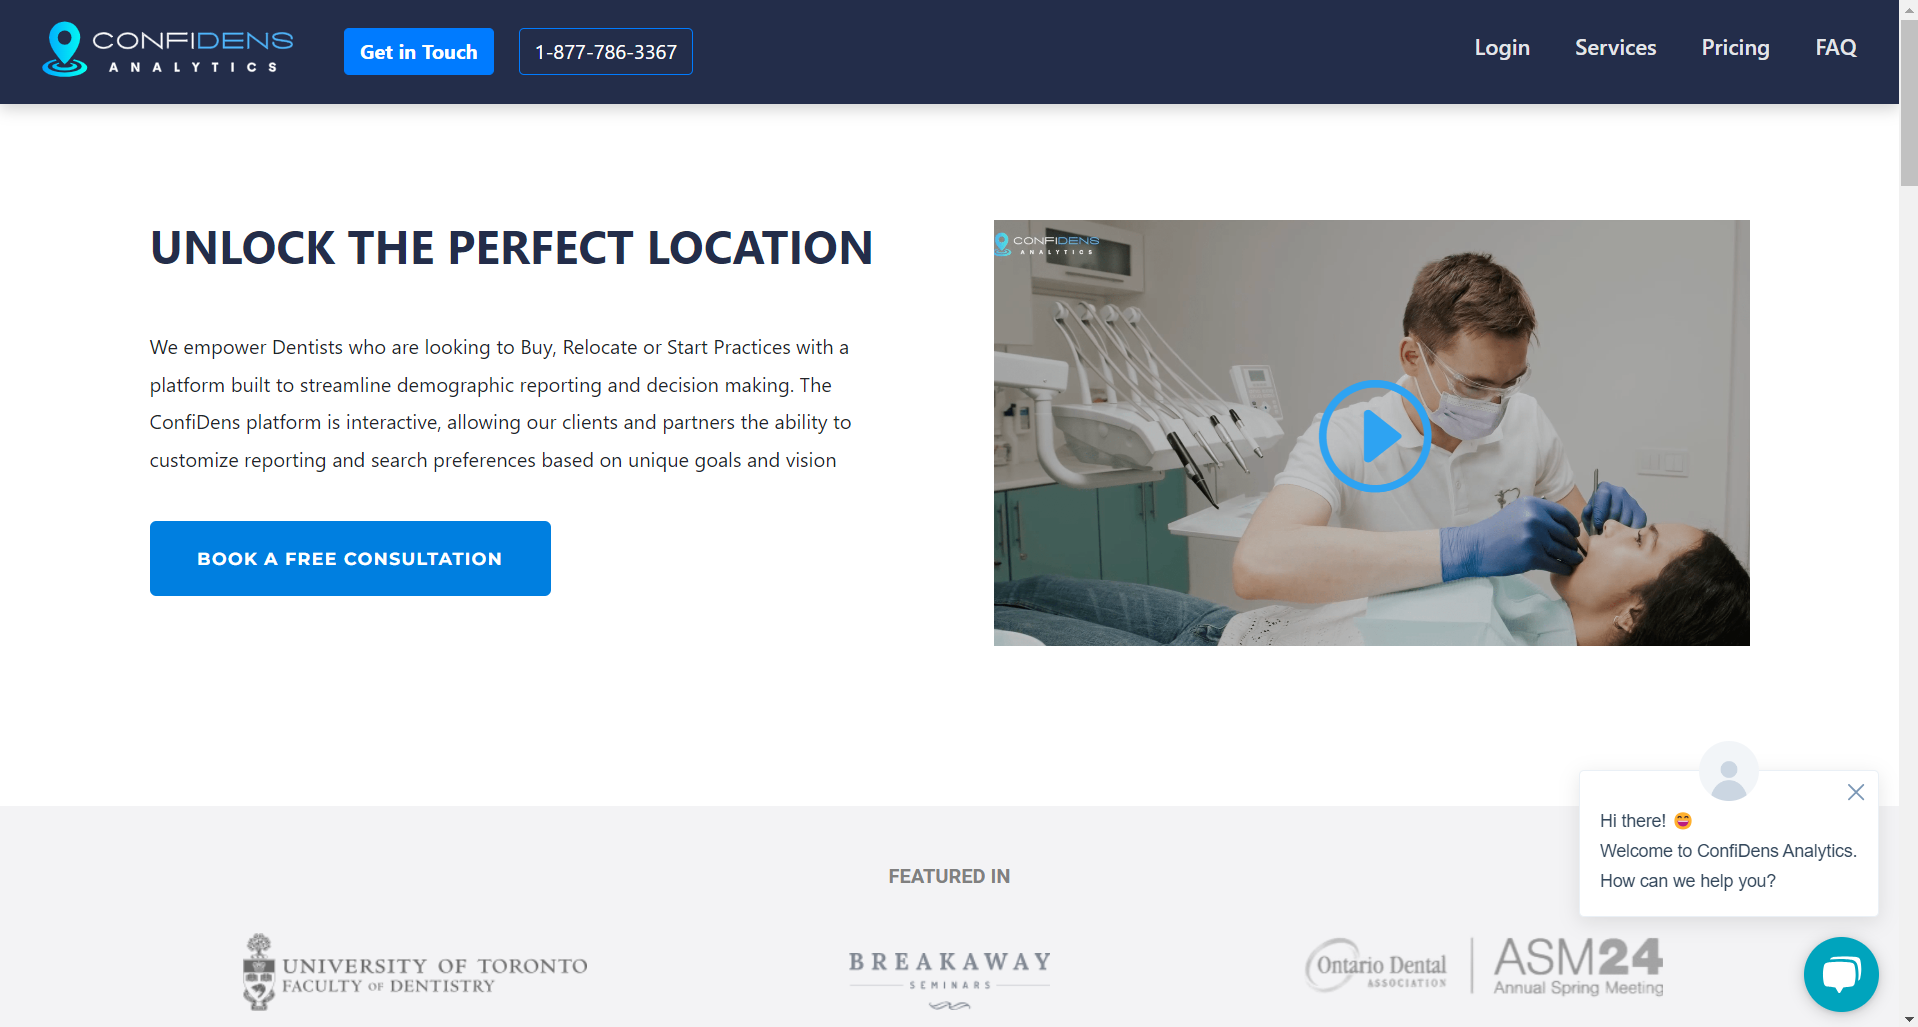 CONFIDENS
ANALYTICS
Get in Touch
1-877-786-3367
Login
Services
Pricing
FAQ
UNLOCK THE PERFECT LOCATION
We empower Dentists who are looking to Buy, Relocate or Start Practices with a
platform built to streamline demographic reporting and decision making. The
ConfiDens platform is interactive, allowing our clients and partners the ability to
customize reporting and search preferences based on unique goals and vision
BOOK A FREE CONSULTATION
CONFIDENS
ANALYTICS
Hi there! 😄
Welcome to ConfiDens Analytics.
How can we help you?
FEATURED IN
UNIVERSITY OF TORONTO
FACULTY OF DENTISTRY
BREAKAWAY
SEMINARS
Ontario Dental
ASSOCIATION
ASM24
Annual Spring Meeting